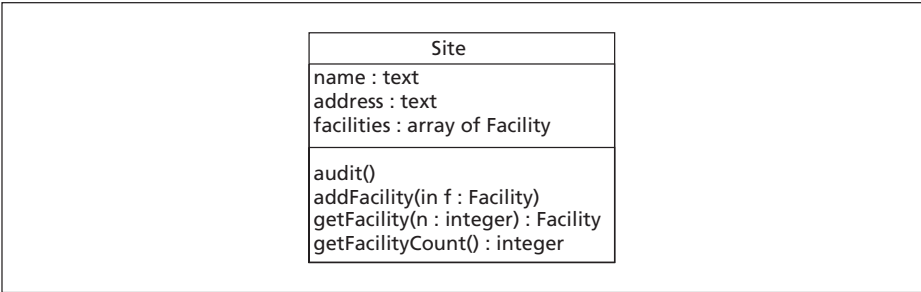 Site
name : text
address : text
facilities : array of Facility
audit()
addFacility(in f : Facility)
getFacility(n : integer) : Facility
getFacilityCount() : integer